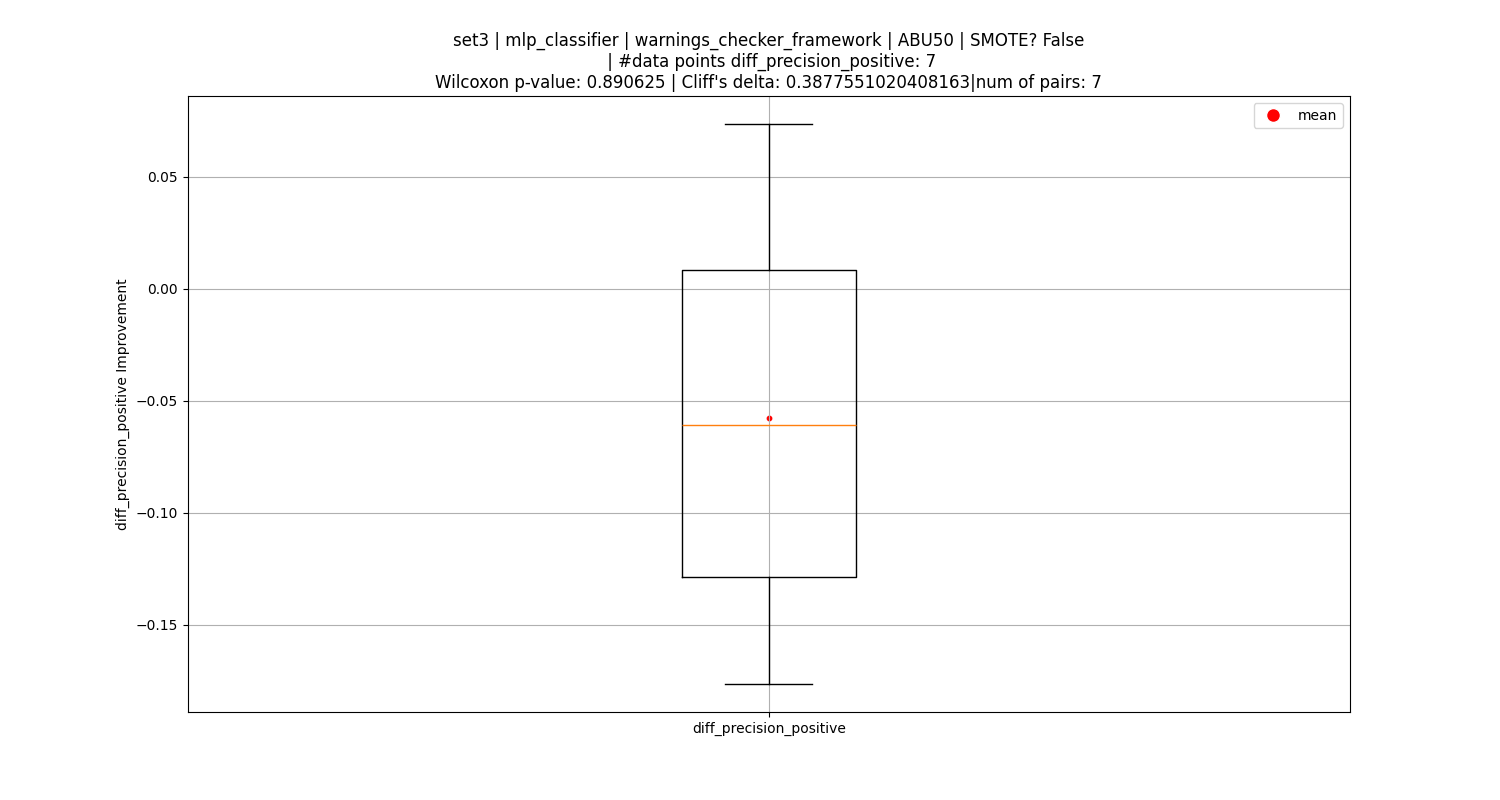 set3 | mlp_classifier | warnings_checker_framework | ABU50 | SMOTE? False
| #data points diff_precision_positive: 7
Wilcoxon p-value: 0.890625 | Cliff's delta: 0.3877551020408163|num of pairs: 7
mean
0.05
0.00
−0.05
−0.10
−0.15
diff_precision_positive Improvement
diff_precision_positive